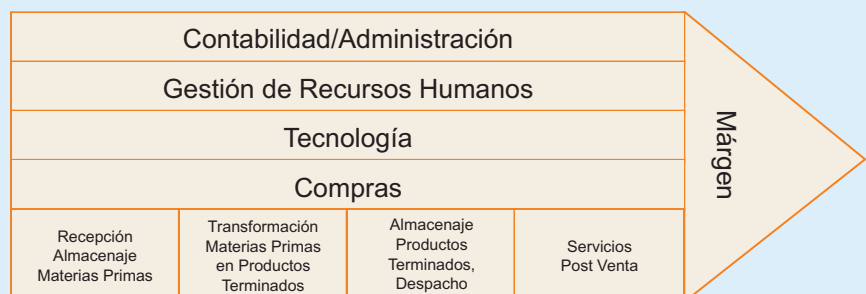 Contabilidad/Administración
Gestión de Recursos Humanos
Tecnología
Compras
Recepción
Almacenaje
Materias Primas
Transformación
Materias Primas
en Productos
Terminados
Almacenaje
Productos
Terminados,
Despacho
Servicios
Post Venta
Márgen